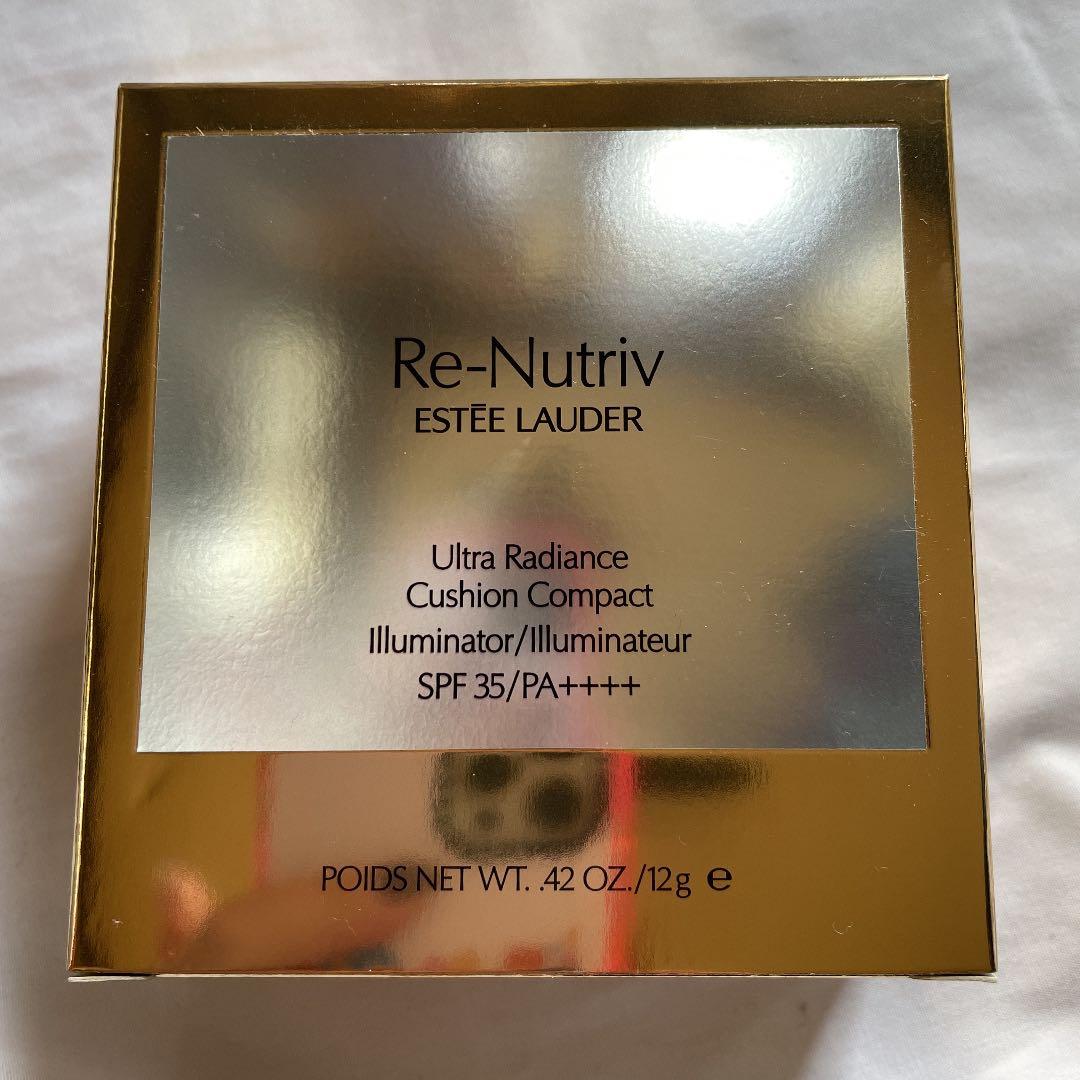 Re-Nutriv
ESTĒE LAUDER
Ultra Radiance
Cushion Compact
Illuminator/Illuminateur
SPF 35/PA++++
POIDS NET WT. .42 OZ./12g ℮